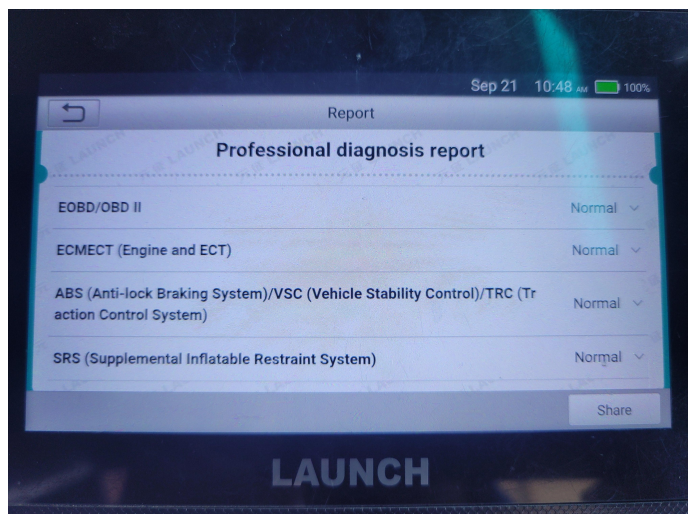 Sep 21 10:48 AM 100%
Report
Professional diagnosis report
EOBD/OBD II Normal
ECMECT (Engine and ECT) Normal
ABS (Anti-lock Braking System)/VSC (Vehicle Stability Control)/TRC (Tr
action Control System) Normal
SRS (Supplemental Inflatable Restraint System) Normal
Share
LAUNCH